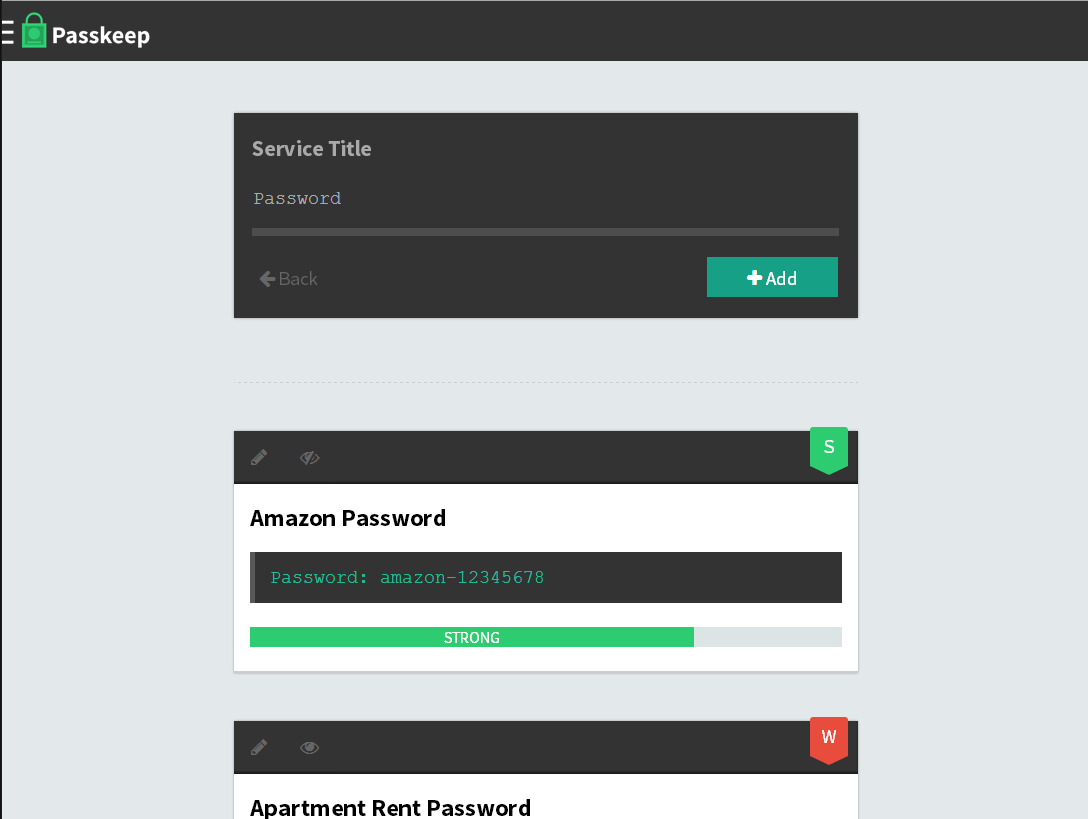 Passkeep
Service Title
Password
Back
Add
S
Amazon Password
Password: amazon-12345678
STRONG
W
Apartment Rent Password